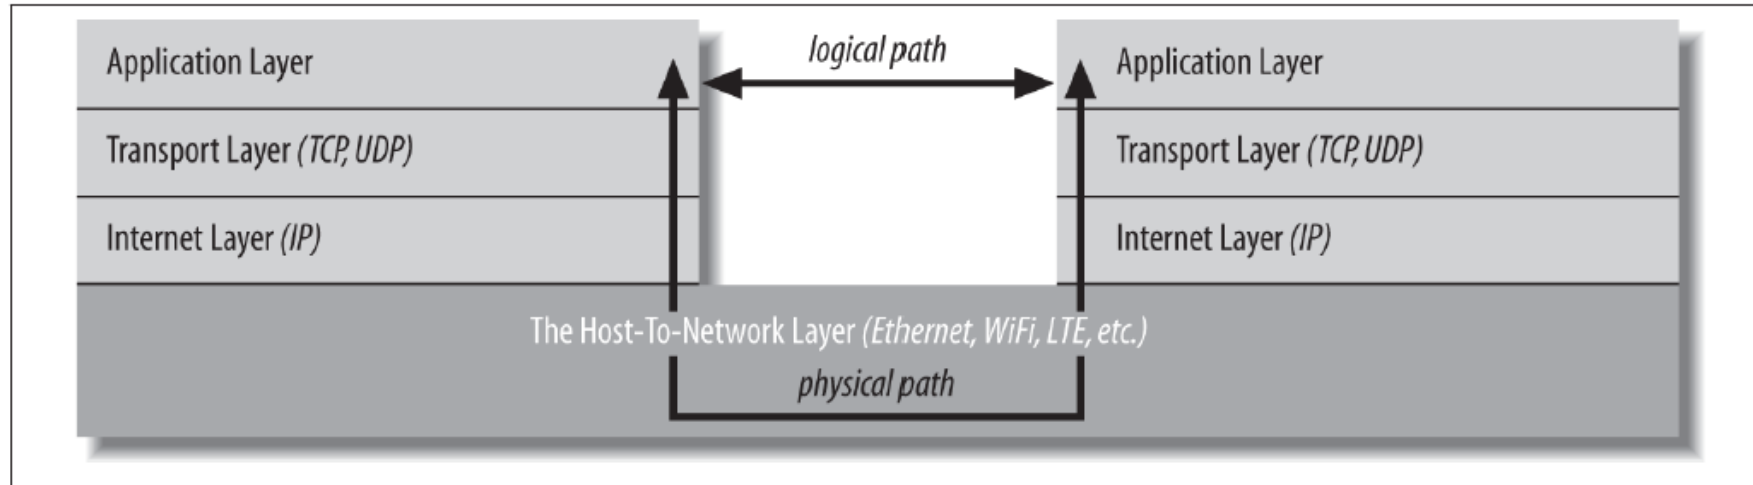 Application Layer
logical path
Application Layer
Transport Layer (TCP, UDP)
Transport Layer (TCP, UDP)
Internet Layer (IP)
Internet Layer (IP)
The Host-To-Network Layer (Ethernet, WiFi, LTE, etc.)
physical path